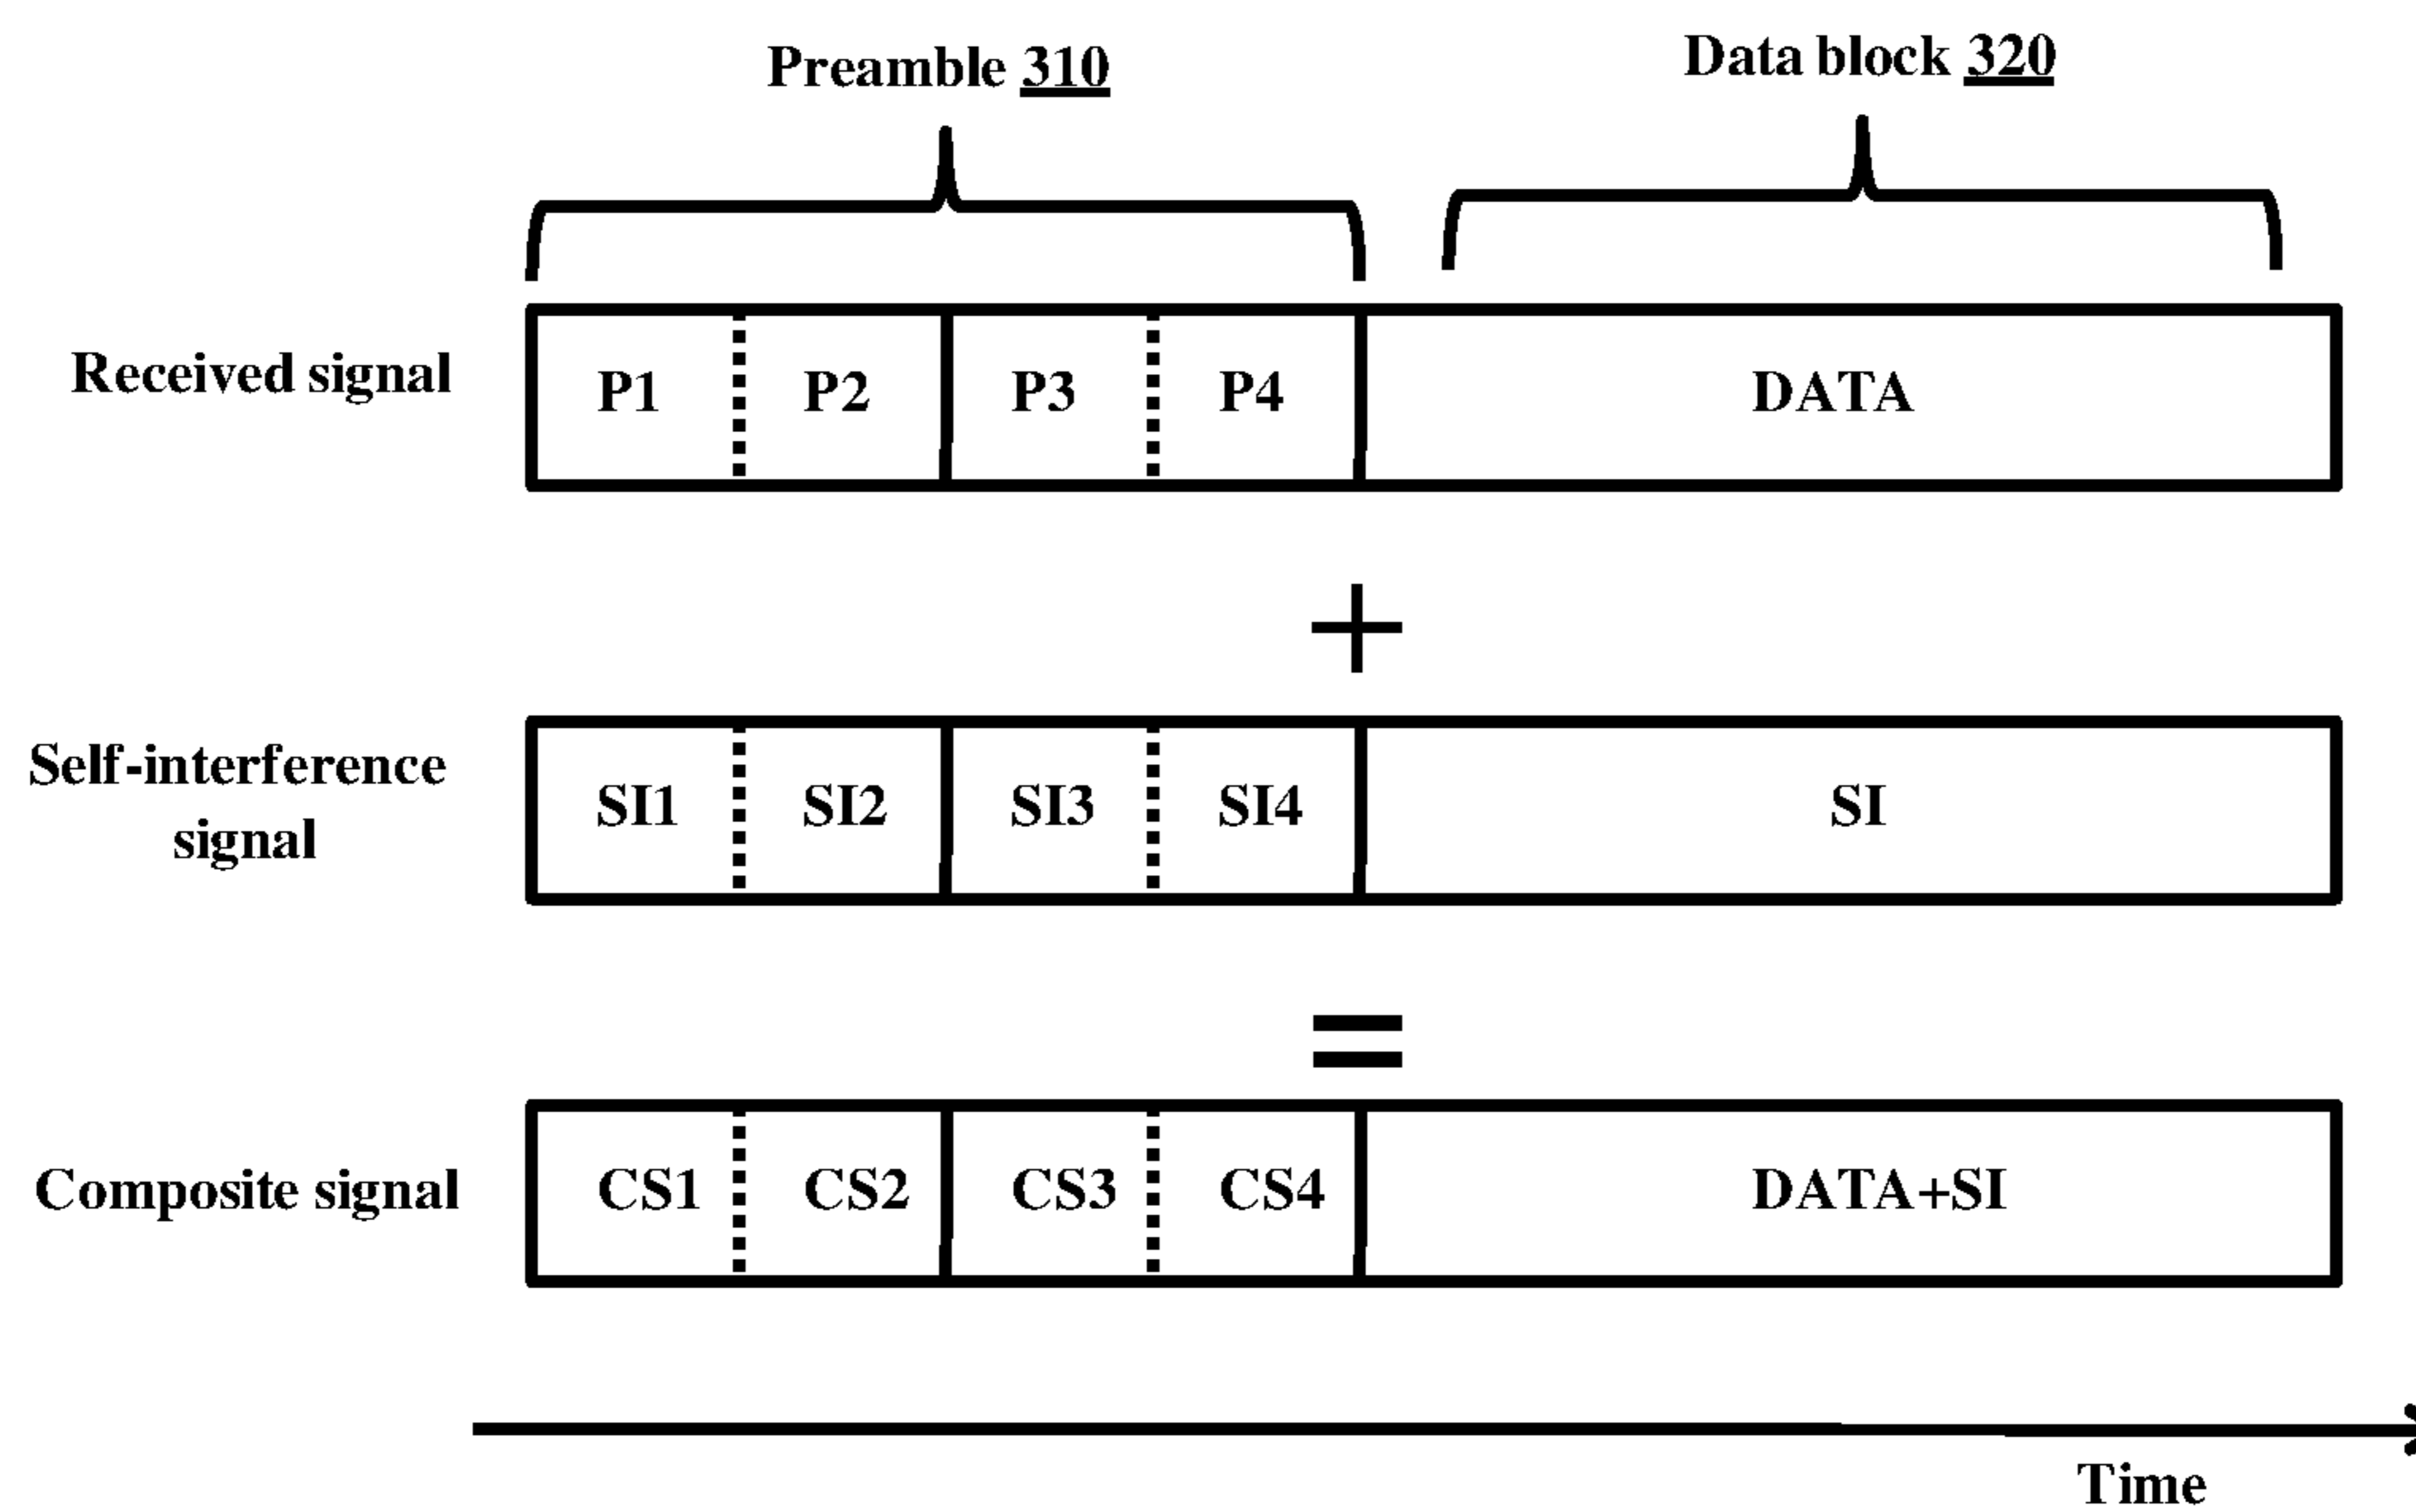 Preamble 310
Data block 320
Received signal
P1 P2 P3 P4 DATA
+
Self-interference
signal
SI1 SI2 SI3 SI4 SI
=
Composite signal
CS1 CS2 CS3 CS4 DATA+SI
Time